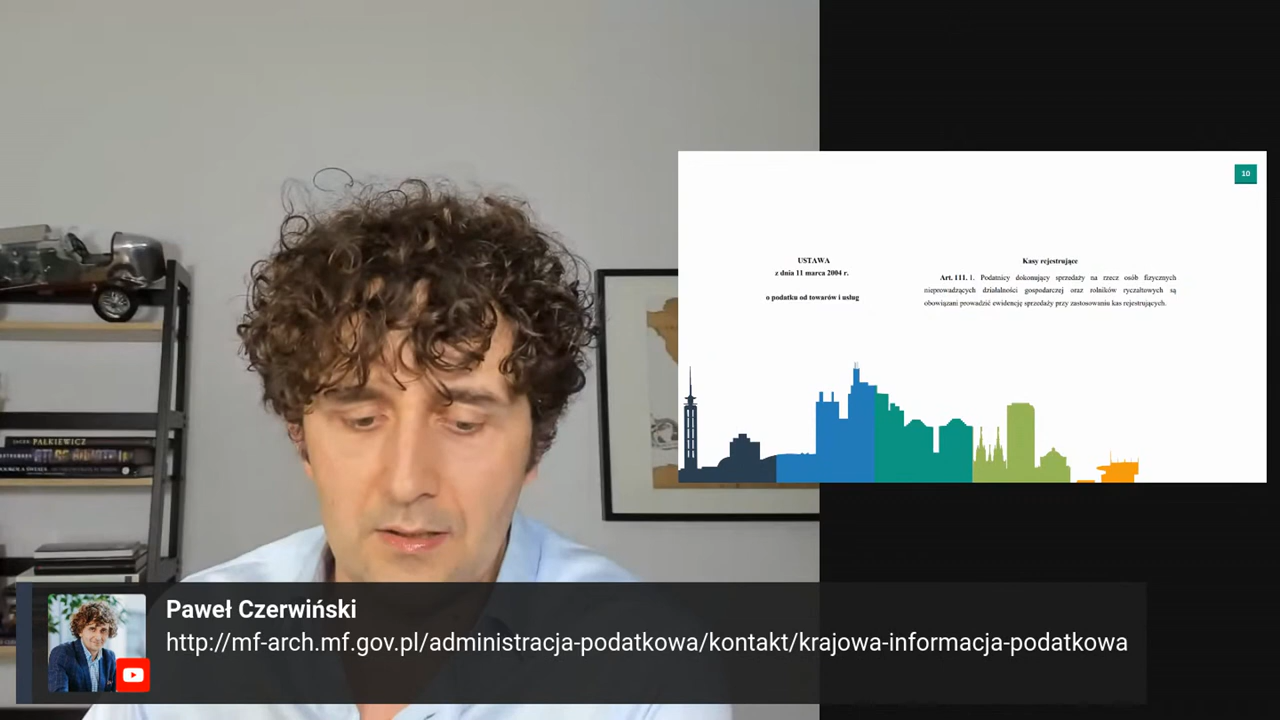 10
USTAWA
z dnia 11 marca 2004 r.
o podatku od towarów i usług
Kasy rejestrujące
Art. 111. 1. Podatnicy dokonujący sprzedaży na rzecz osób fizycznych
nieprowadzących działalności gospodarczej oraz rolników ryczałtowych są
obowiązani prowadzić ewidencję sprzedaży przy zastosowaniu kas rejestrujących.
JACEK PAŁKIEWICZ
Paweł Czerwiński
http://mf-arch.mf.gov.pl/administracja-podatkowa/kontakt/krajowa-informacja-podatkowa